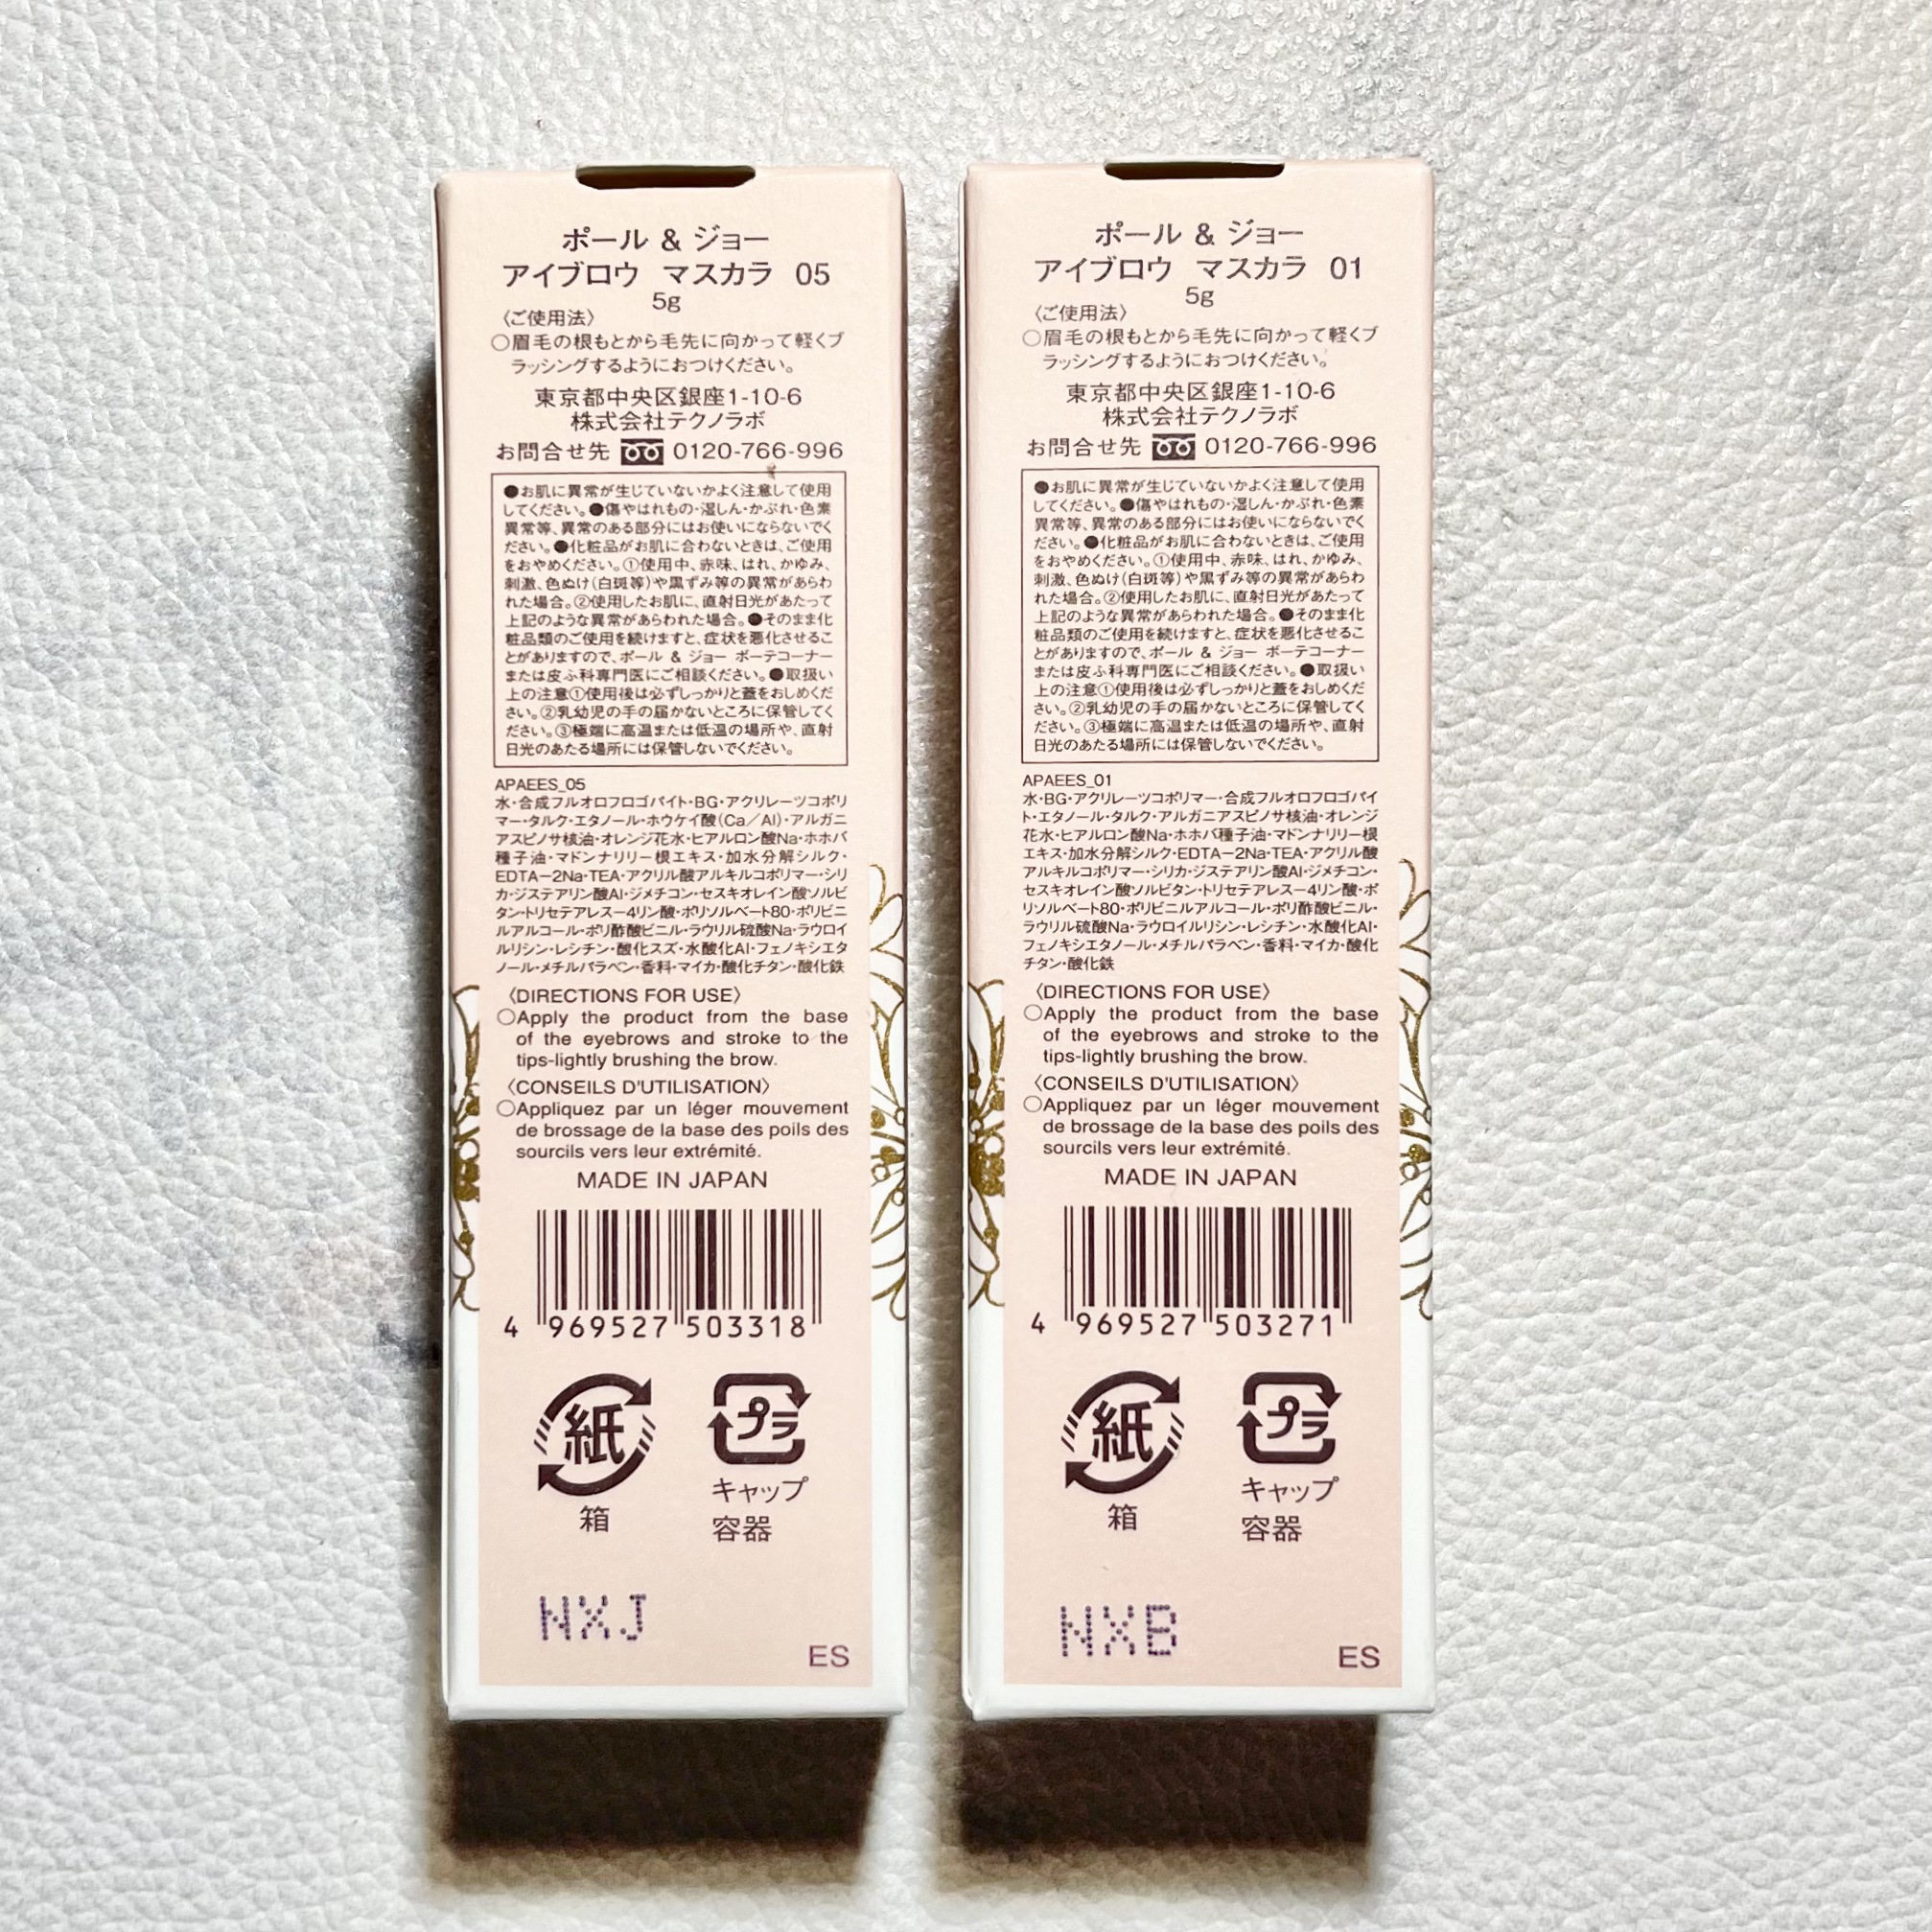 ポール & ジョー
アイブロウ マスカラ 05
5g
〈ご使用法〉
○眉毛の根もとから毛先に向かって軽くブ
ラッシングするようにおつけください。
東京都中央区銀座1-10-6
株式会社テクノラボ
お問合せ先 0120-766-996
●お肌に異常が生じていないかよく注意して使用
してください。●傷やはれもの・湿しん・かぶれ・色素
異常等、異常のある部分にはお使いにならないでく
ださい。●化粧品がお肌に合わないときは、ご使用
をおやめください。①使用中、赤味、はれ、かゆみ、
刺激、色ぬけ(白斑等)や黒ずみ等の異常があらわ
れた場合。②使用したお肌に、直射日光があたって
上記のような異常があらわれた場合。●そのまま化
粧品類のご使用を続けますと、症状を悪化させるこ
とがありますので、ポール & ジョー ボーテコーナー
または皮ふ科専門医にご相談ください。●取扱い
上の注意①使用後は必ずしっかりと蓋をおしめくだ
さい。②乳幼児の手の届かないところに保管してく
ださい。③極端に高温または低温の場所や、直射
日光のあたる場所には保管しないでください。
APAEES_05
水・合成フルオロフロゴパイト・BG・アクリレーツコポリ
マー・タルク・エタノール・ホウケイ酸(Ca/Al)・アルガニ
アスピノサ核油・オレンジ花水・ヒアルロン酸Na・ホホバ
種子油・マドンナリリー根エキス・加水分解シルク・
EDTA-2Na・TEA・アクリル酸アルキルコポリマー・シリ
カ・ジステアリン酸Al・ジメチコン・セスキオレイン酸ソルビ
タン・トリセテアレス-4リン酸・ポリソルベート80・ポリビニ
ルアルコール・ポリ酢酸ビニル・ラウリル硫酸Na・ラウロイ
ルリシン・レシチン・酸化スズ・水酸化Al・フェノキシエタ
ノール・メチルパラベン・香料・マイカ・酸化チタン・酸化鉄
〈DIRECTIONS FOR USE〉
○Apply the product from the base
of the eyebrows and stroke to the
tips-lightly brushing the brow.
〈CONSEILS D'UTILISATION〉
○Appliquez par un léger mouvement
de brossage de la base des poils des
sourcils vers leur extrémité.
MADE IN JAPAN
4 969527 503318
紙 プラ
箱 キャップ
容器
NXJ
ES
ポール & ジョー
アイブロウ マスカラ 01
5g
〈ご使用法〉
○眉毛の根もとから毛先に向かって軽くブ
ラッシングするようにおつけください。
東京都中央区銀座1-10-6
株式会社テクノラボ
お問合せ先 0120-766-996
●お肌に異常が生じていないかよく注意して使用
してください。●傷やはれもの・湿しん・かぶれ・色素
異常等、異常のある部分にはお使いにならないでく
ださい。●化粧品がお肌に合わないときは、ご使用
をおやめください。①使用中、赤味、はれ、かゆみ、
刺激、色ぬけ(白斑等)や黒ずみ等の異常があらわ
れた場合。②使用したお肌に、直射日光があたって
上記のような異常があらわれた場合。●そのまま化
粧品類のご使用を続けますと、症状を悪化させるこ
とがありますので、ポール & ジョー ボーテコーナー
または皮ふ科専門医にご相談ください。●取扱い
上の注意①使用後は必ずしっかりと蓋をおしめくだ
さい。②乳幼児の手の届かないところに保管してく
ださい。③極端に高温または低温の場所や、直射
日光のあたる場所には保管しないでください。
APAEES_01
水・BG・アクリレーツコポリマー・合成フルオロフロゴパイ
ト・エタノール・タルク・アルガニアスピノサ核油・オレンジ
花水・ヒアルロン酸Na・ホホバ種子油・マドンナリリー根
エキス・加水分解シルク・EDTA-2Na・TEA・アクリル酸
アルキルコポリマー・シリカ・ジステアリン酸Al・ジメチコン・
セスキオレイン酸ソルビタン・トリセテアレス-4リン酸・ポ
リソルベート80・ポリビニルアルコール・ポリ酢酸ビニル・
ラウリル硫酸Na・ラウロイルリシン・レシチン・水酸化Al・
フェノキシエタノール・メチルパラベン・香料・マイカ・酸化
チタン・酸化鉄
〈DIRECTIONS FOR USE〉
○Apply the product from the base
of the eyebrows and stroke to the
tips-lightly brushing the brow.
〈CONSEILS D'UTILISATION〉
○Appliquez par un léger mouvement
de brossage de la base des poils des
sourcils vers leur extrémité.
MADE IN JAPAN
4 969527 503271
紙 プラ
箱 キャップ
容器
NXB
ES